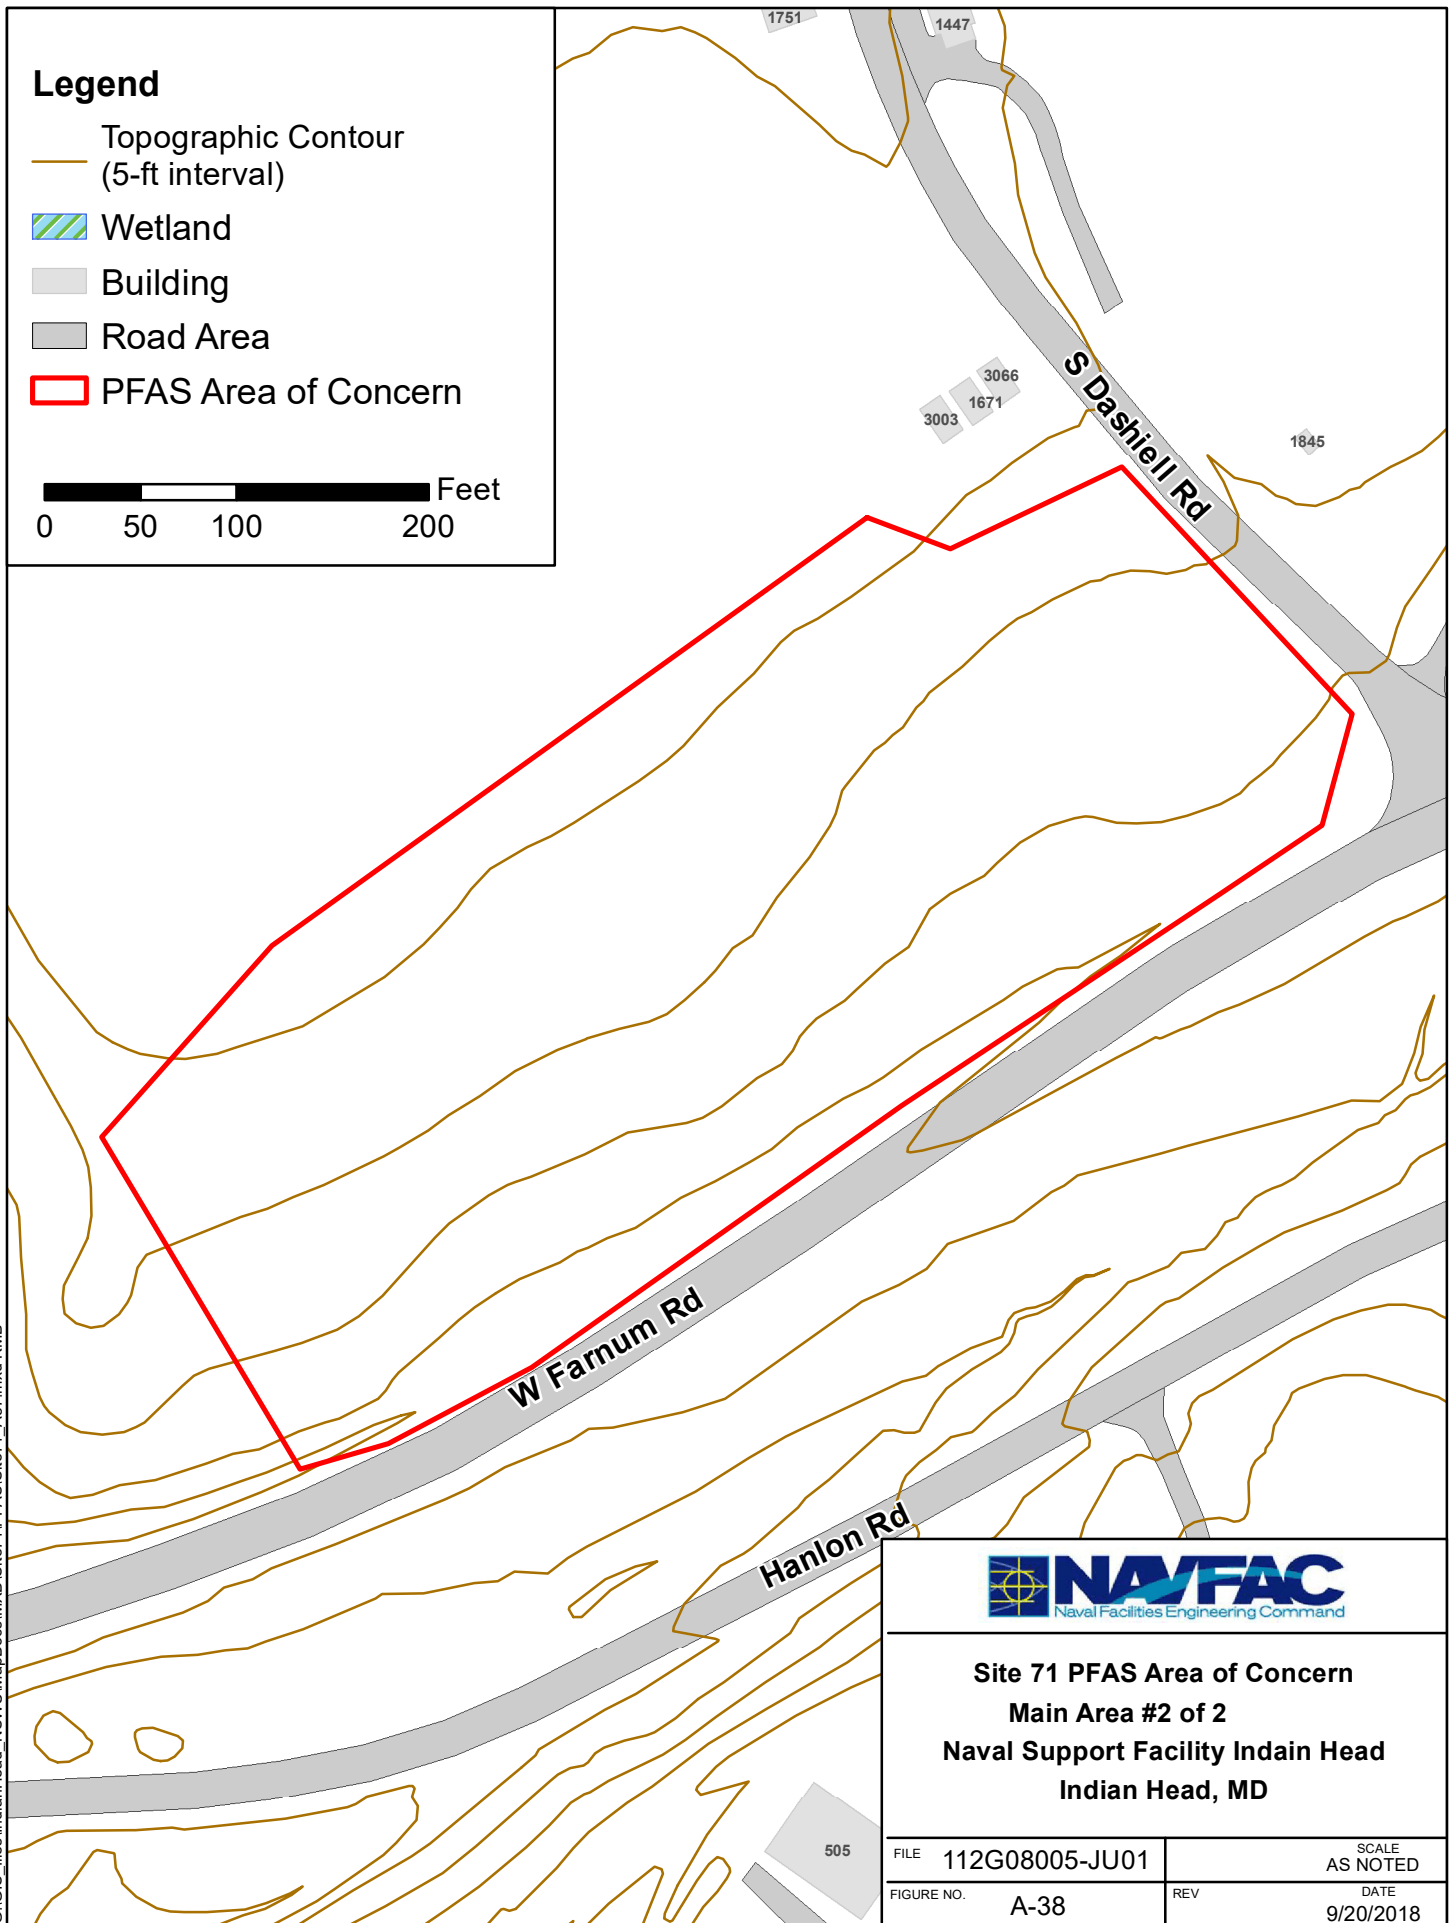 Legend
Topographic Contour
(5-ft interval)
Wetland
Building
Road Area
PFAS Area of Concern
Feet
0 50 100 200
1751
1447
3066
1671
3003
1845
S Dashiell Rd
W Farnum Rd
Hanlon Rd
505
NAVFAC
Naval Facilities Engineering Command
Site 71 PFAS Area of Concern
Main Area #2 of 2
Naval Support Facility Indain Head
Indian Head, MD
FILE 112G08005-JU01
SCALE
AS NOTED
FIGURE NO. A-38
REV
DATE
9/20/2018